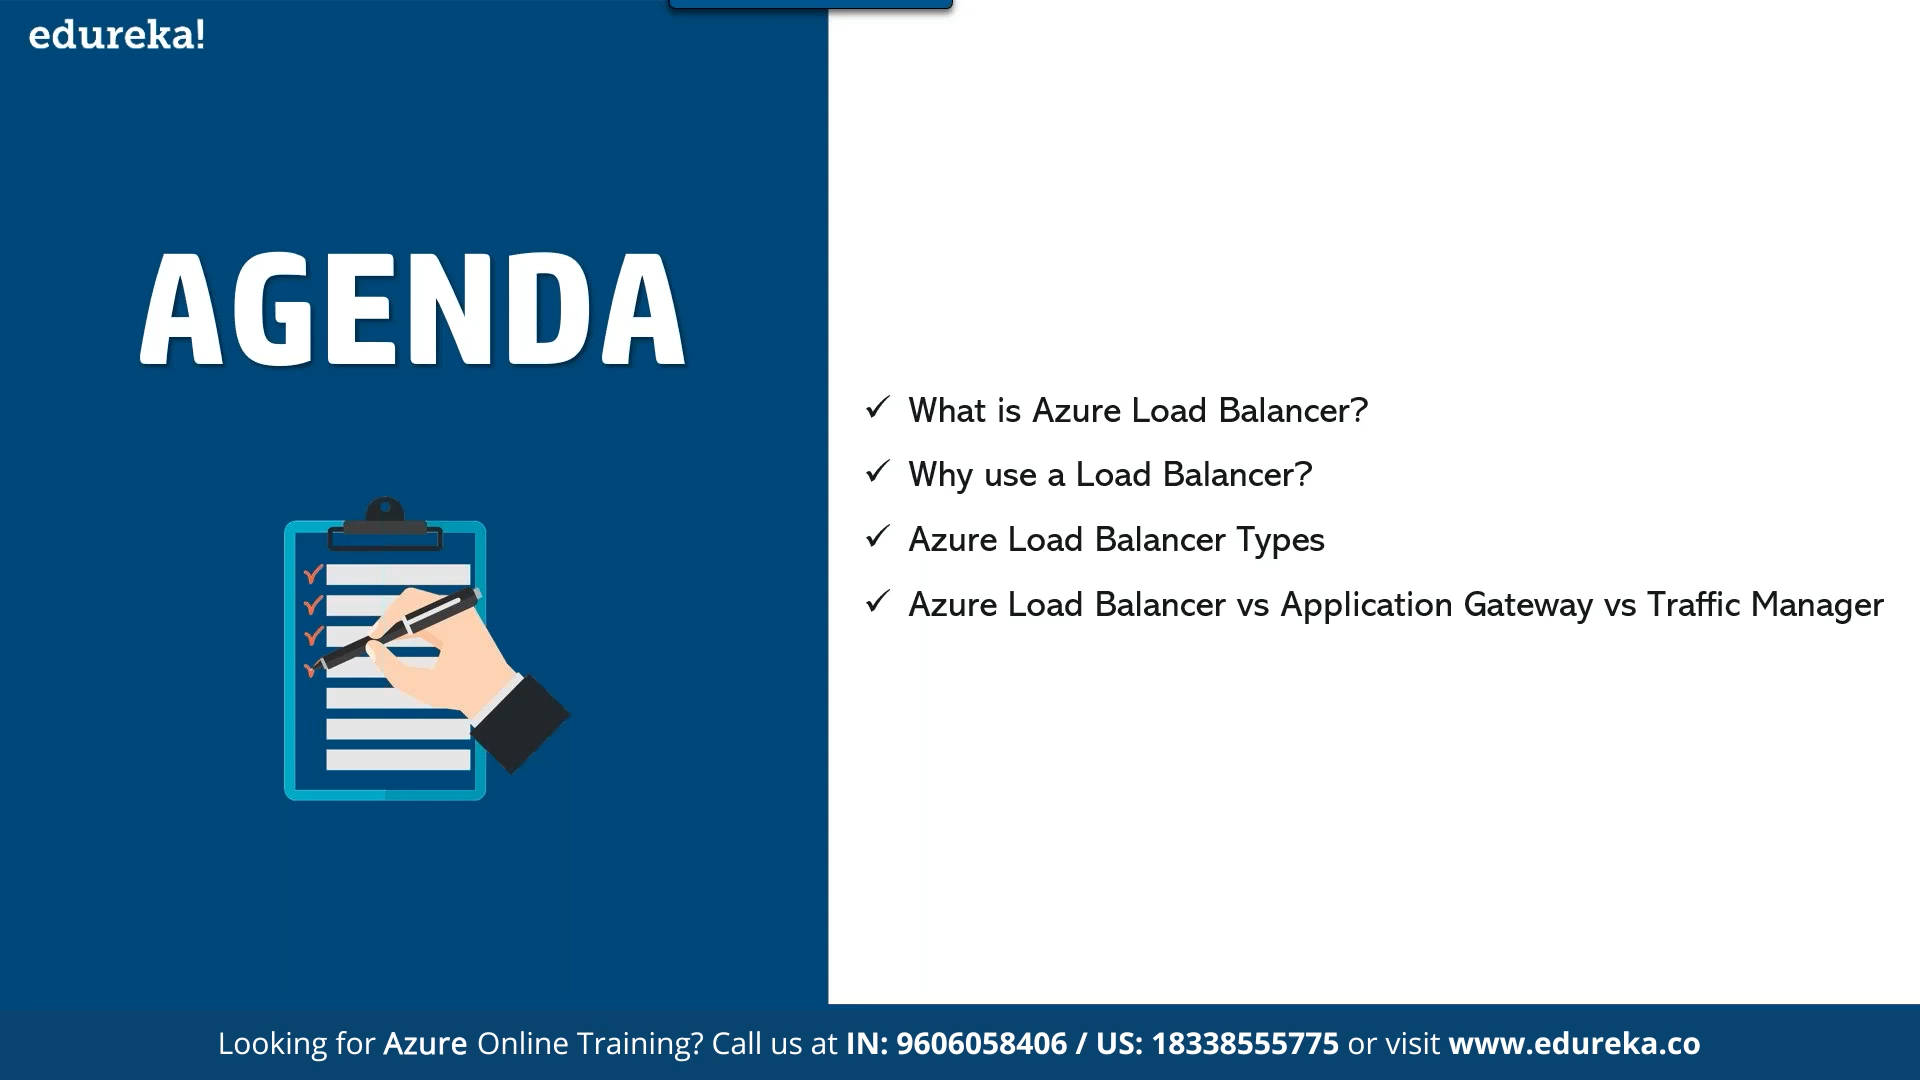 edureka!
AGENDA
✓ What is Azure Load Balancer?
✓ Why use a Load Balancer?
✓ Azure Load Balancer Types
✓ Azure Load Balancer vs Application Gateway vs Traffic Manager
Looking for Azure Online Training? Call us at IN: 9606058406 / US: 18338555775 or visit www.edureka.co